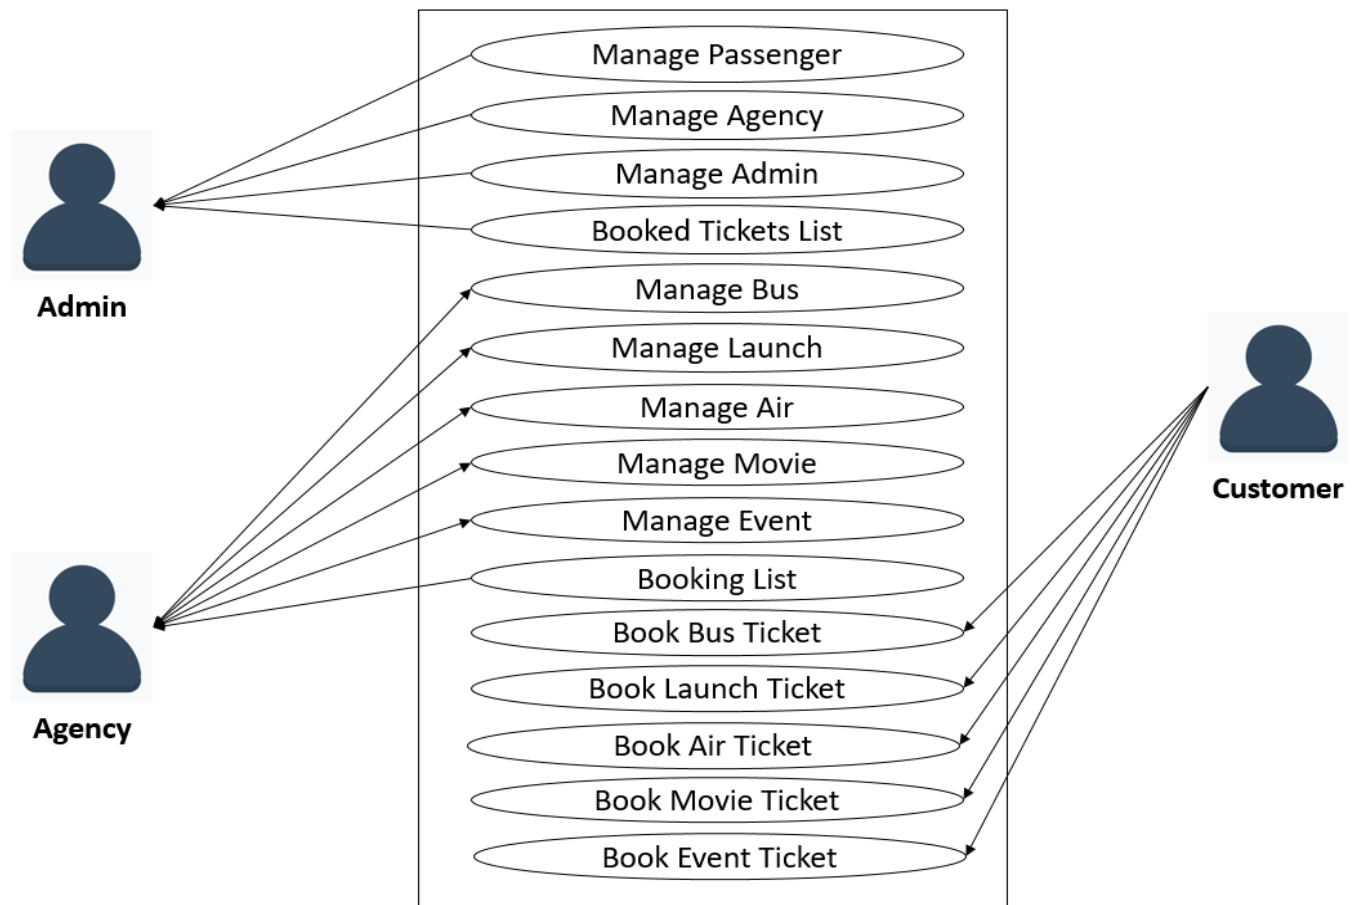 Manage Passenger
Manage Agency
Manage Admin
Booked Tickets List
Admin
Manage Bus
Manage Launch
Manage Air
Manage Movie
Customer
Manage Event
Booking List
Book Bus Ticket
Book Launch Ticket
Agency
Book Air Ticket
Book Movie Ticket
Book Event Ticket